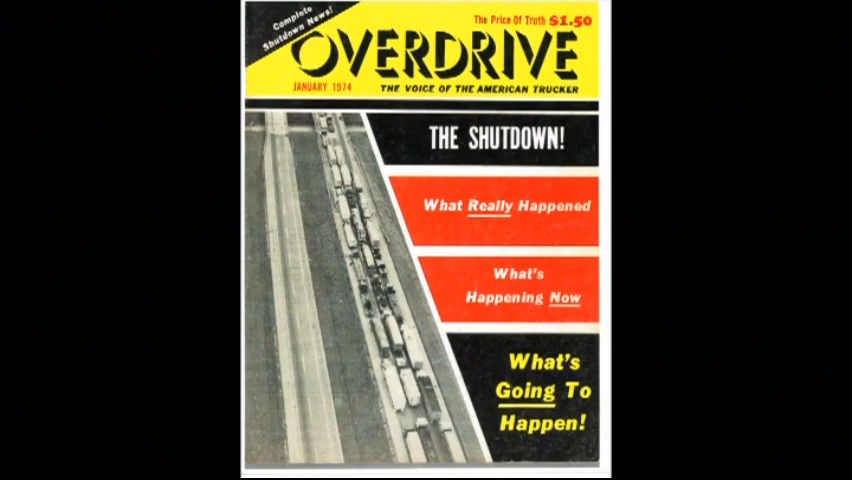 Complete
Shutdown News!
The Price Of Truth $1.50
OVERDRIVE
JANUARY 1974
THE VOICE OF THE AMERICAN TRUCKER
THE SHUTDOWN!
What Really Happened
What's
Happening Now
What's
Going To
Happen!